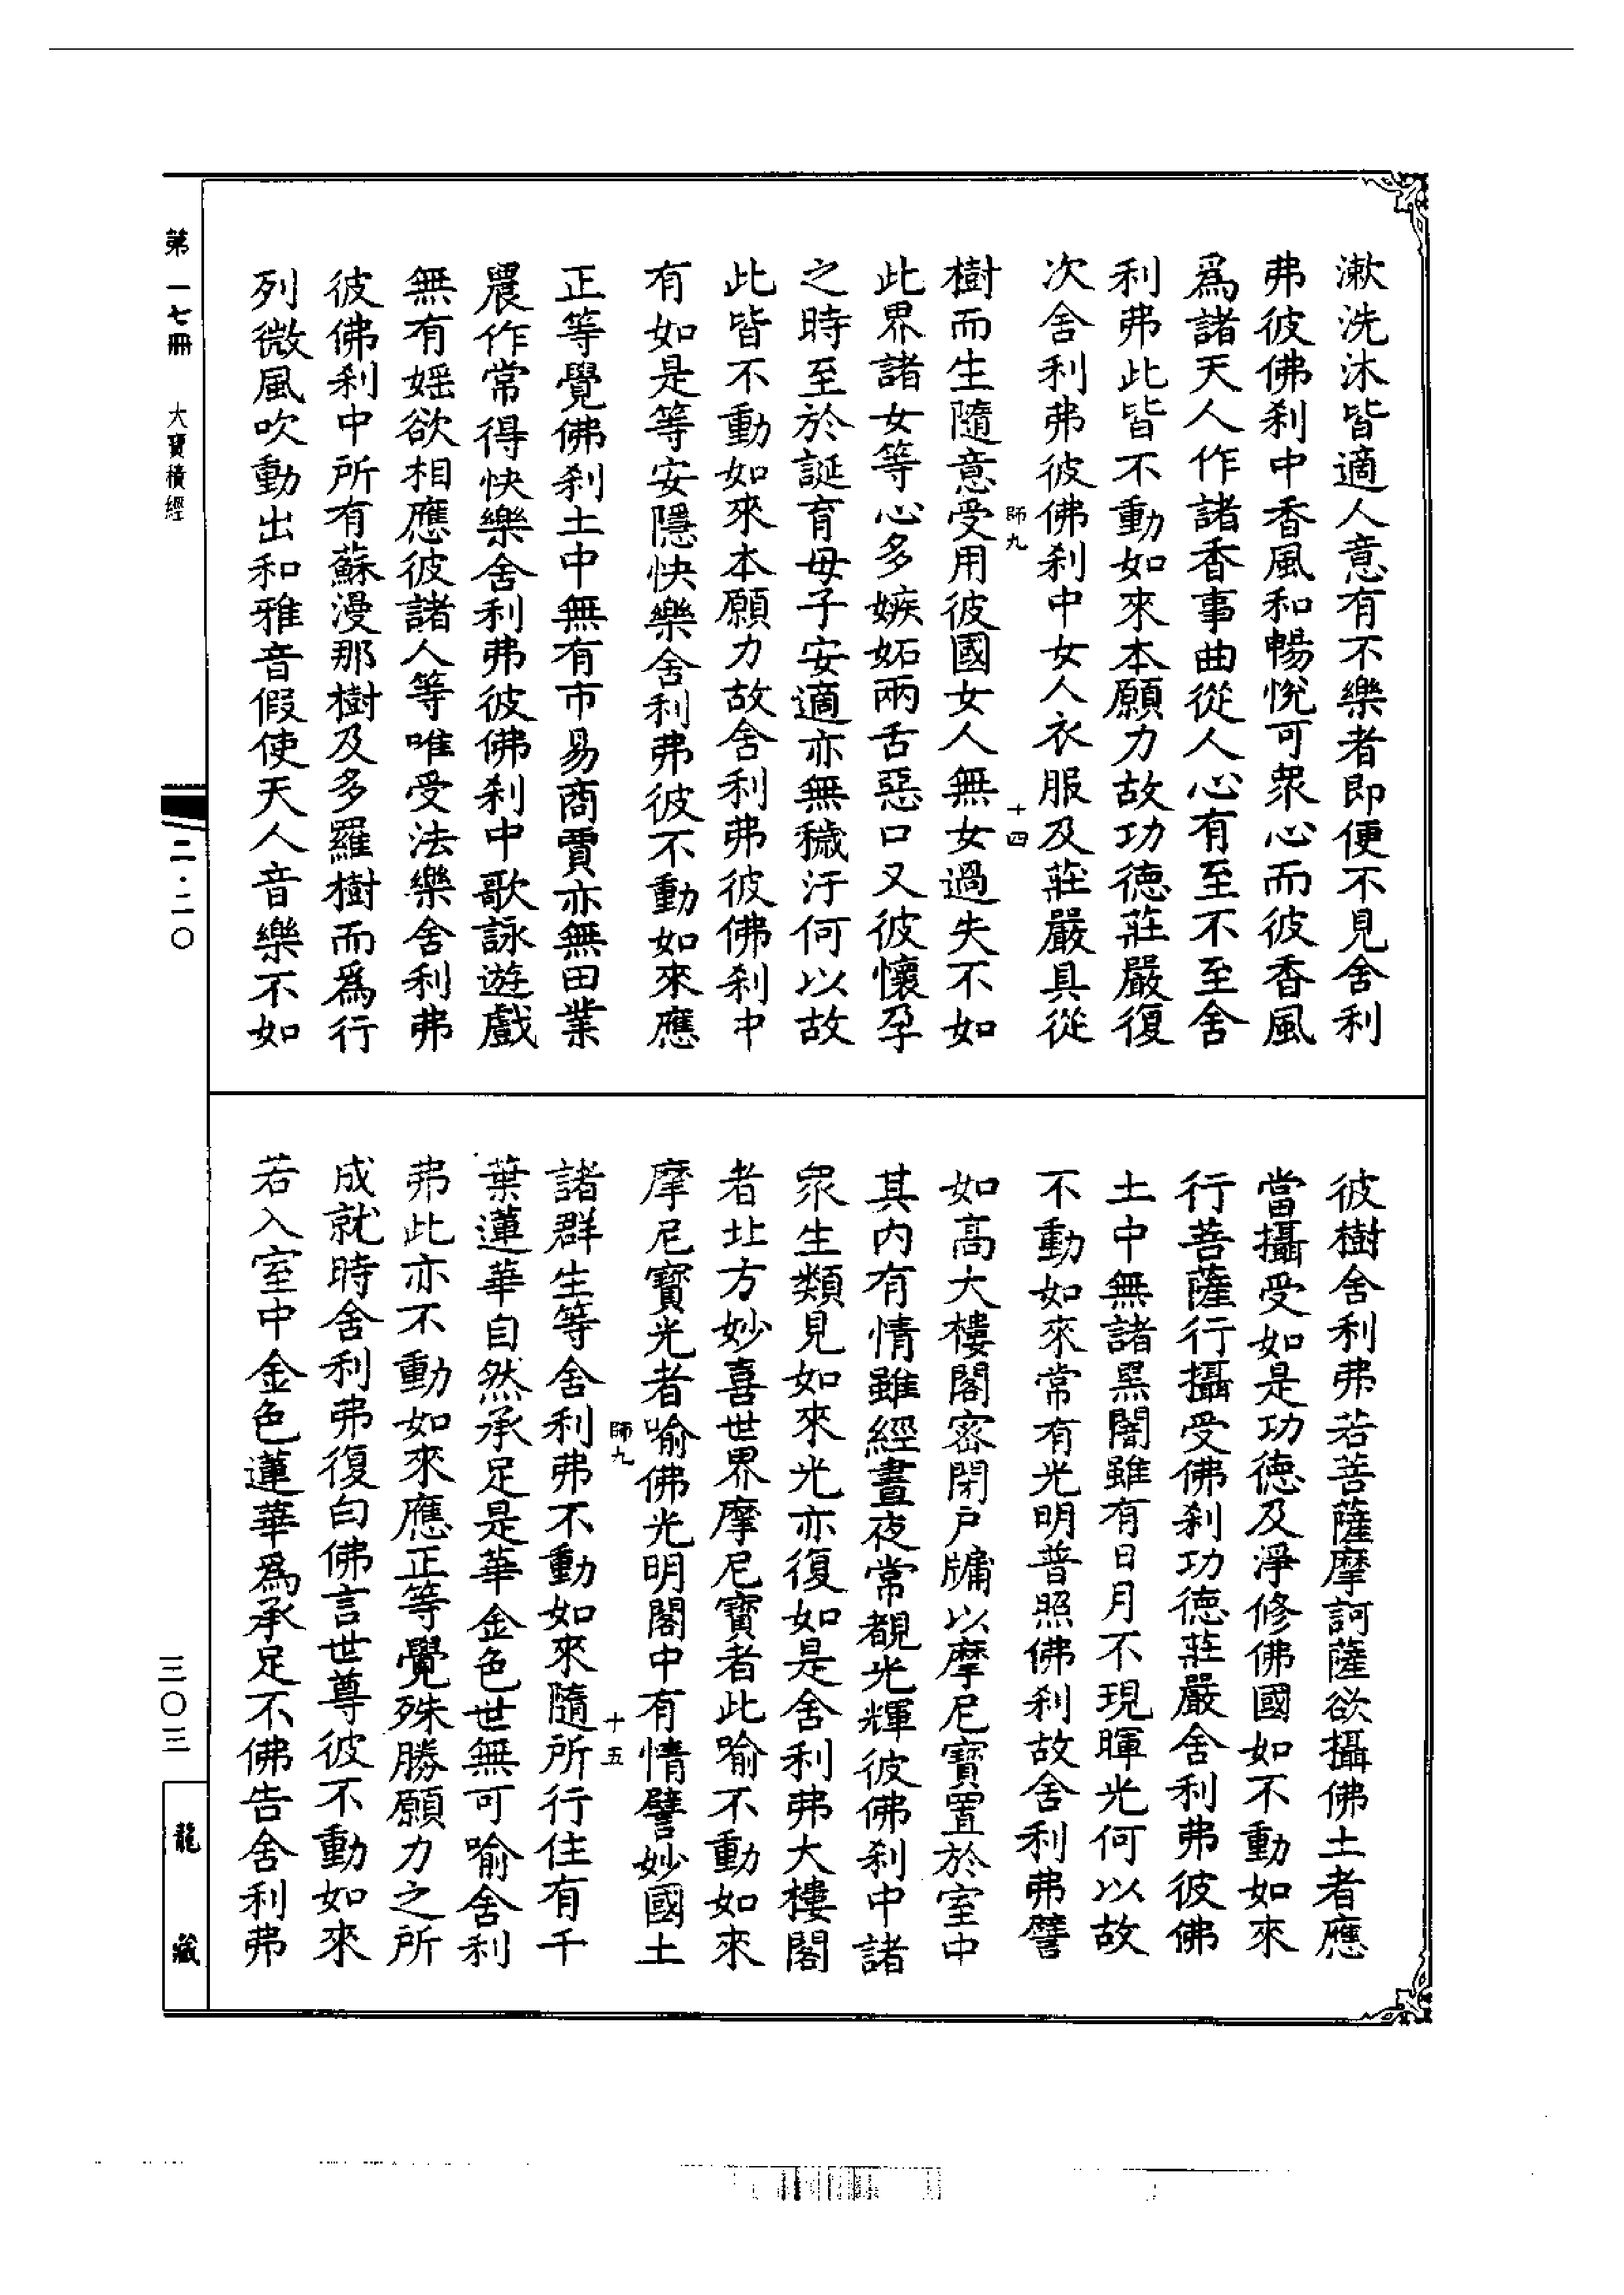 漱洗沐皆適人意有不樂者即便不見舍利
弗彼佛刹中香風和暢悅可衆心而彼香風
爲諸天人作諸香事曲從人心有至不至舍
利弗此皆不動如來本願力故功德莊嚴復
次舍利弗彼佛刹中女人衣服及莊嚴具從
師九 十四
樹而生隨意受用彼國女人無女過失不如
此界諸女等心多嫉妬兩舌惡口又彼懷孕
之時至於誕育母子安適亦無穢汙何以故
此皆不動如來本願力故舍利弗彼佛刹中
有如是等安隱快樂舍利弗彼不動如來應
正等覺佛刹土中無有市易商賈亦無田業
農作常得快樂舍利弗彼佛刹中歌詠遊戲
無有婬欲相應彼諸人等唯受法樂舍利弗
彼佛刹中所有蘇漫那樹及多羅樹而爲行
列微風吹動出和雅音假使天人音樂不如
彼樹舍利弗若菩薩摩訶薩欲攝佛土者應
當攝受如是功德及淨修佛國如不動如來
行菩薩行攝受佛刹功德莊嚴舍利弗彼佛
土中無諸黑闇雖有日月不現暉光何以故
不動如來常有光明普照佛刹故舍利弗譬
如高大樓閣密閉戶牗以摩尼寶置於室中
其内有情雖經晝夜常覩光輝彼佛刹中諸
衆生類見如來光亦復如是舍利弗大樓閣
者北方妙喜世界摩尼寶者此喻不動如來
摩尼寶光者喻佛光明閣中有情譬妙國土
師九 十五
諸群生等舍利弗不動如來隨所行住有千
葉蓮華自然承足是華金色世無可喻舍利
弗此亦不動如來應正等覺殊勝願力之所
成就時舍利弗復白佛言世尊彼不動如來
若入室中金色蓮華爲承足不佛告舍利弗
第一七冊 大寶積經
二·二〇
三〇三
龍藏